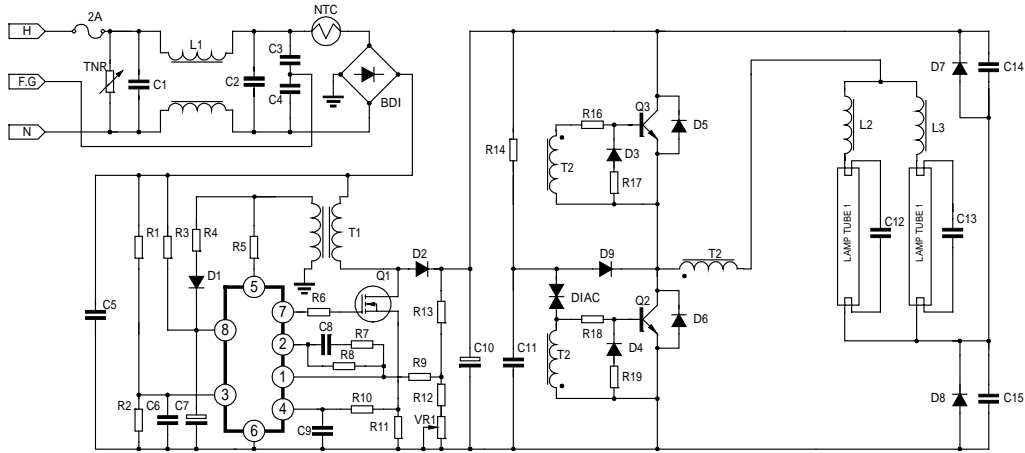 H
2A
NTC
L1
TNR
C1
C2
C3
F.G
C4
BDI
N
D7
C14
Q3
R16
D5
L2
L3
R14
D3
T2
R17
R1
R3
R4
R5
T1
LAMP TUBE 1
C12
LAMP TUBE 1
C13
D2
D9
T2
D1
Q1
5
7
R6
C5
8
C8
R7
R13
DIAC
Q2
2
R8
C10
C11
R18
D6
1
R9
T2
D4
3
R12
R19
R2
C6
C7
4
R10
D8
C15
6
C9
R11
VR1